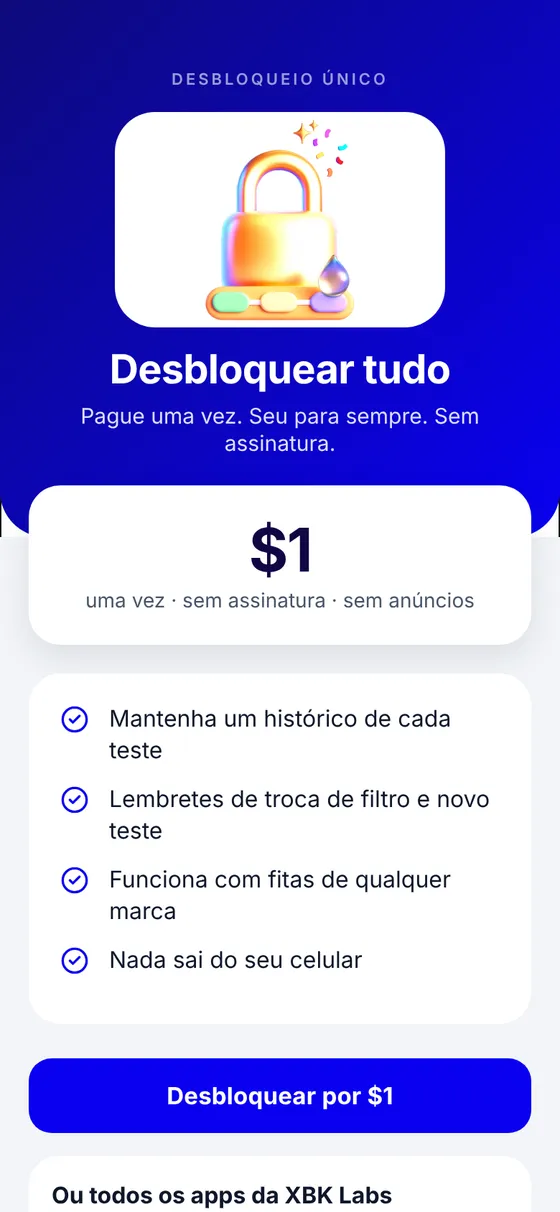 DESBLOQUEIO ÚNICO
Desbloquear tudo
Pague uma vez. Seu para sempre. Sem
assinatura.
$1
uma vez · sem assinatura · sem anúncios
Mantenha um histórico de cada
teste
Lembretes de troca de filtro e novo
teste
Funciona com fitas de qualquer
marca
Nada sai do seu celular
Desbloquear por $1
Ou todos os apps da XBK Labs